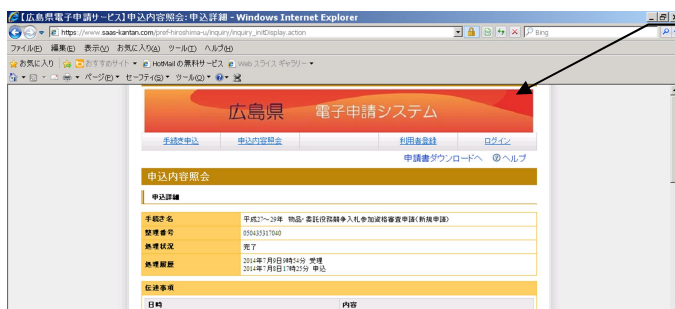 【広島県電子申請サービス】申込内容照会:申込詳細 - Windows Internet Explorer
https://www.saas-kantan.com/pref-hiroshima-u/inquiry/inquiry_initDisplay.action
Bing
ファイル(F) 編集(E) 表示(V) お気に入り(A) ツール(T) ヘルプ(H)
お気に入り おすすめサイト HotMail の無料サービス Web スライス ギャラリー
ページ(P) セーフティ(S) ツール(O)
広島県 電子申請システム
手続き申込 申込内容照会 利用者登録 ログイン
申請書ダウンロードへ ?ヘルプ
申込内容照会
申込詳細
手続き名 平成27~29年 物品・委託役務競争入札参加資格審査申請(新規申請)
整理番号 050435317040
処理状況 完了
処理履歴 2014年7月9日9時54分 受理
2014年7月8日17時25分 申込
伝達事項
日時 内容